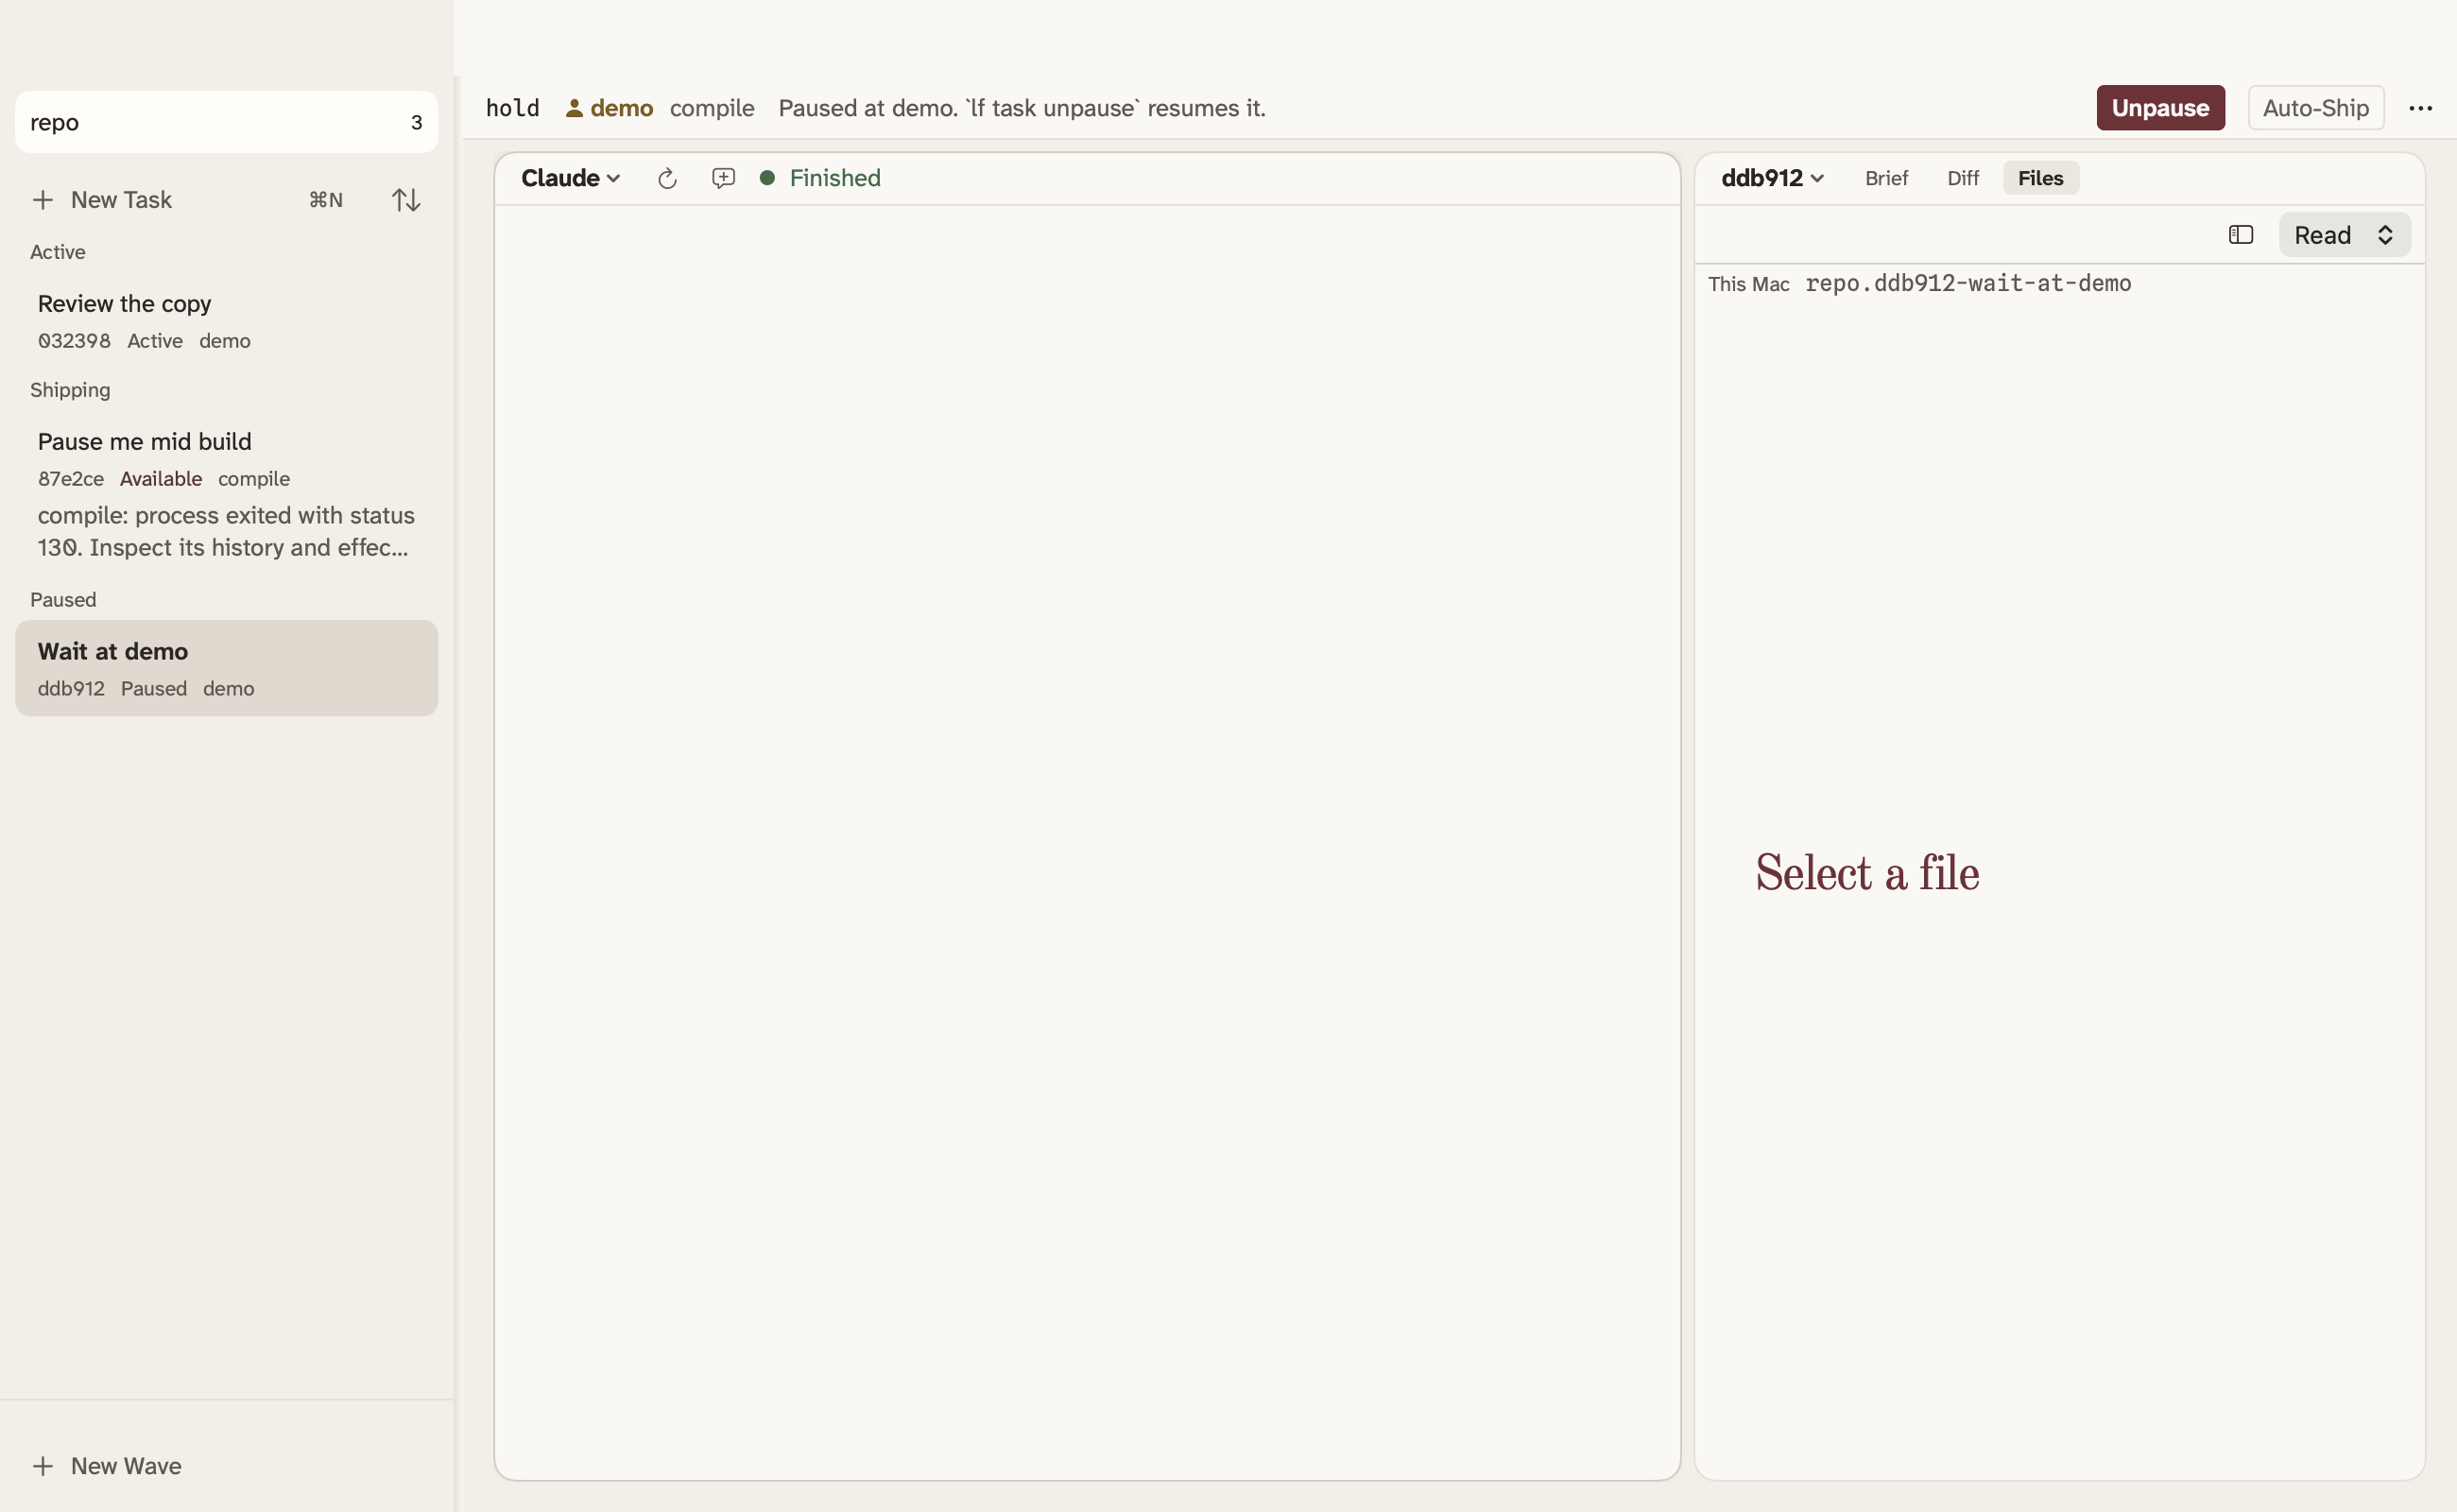 repo 3
New Task ⌘N
Active
Review the copy
032398 Active demo
Shipping
Pause me mid build
87e2ce Available compile
compile: process exited with status
130. Inspect its history and effec...
Paused
Wait at demo
ddb912 Paused demo
New Wave
hold demo compile Paused at demo. `lf task unpause` resumes it.
Unpause Auto-Ship
Claude Finished
ddb912 Brief Diff Files
Read
This Mac repo.ddb912-wait-at-demo
Select a file